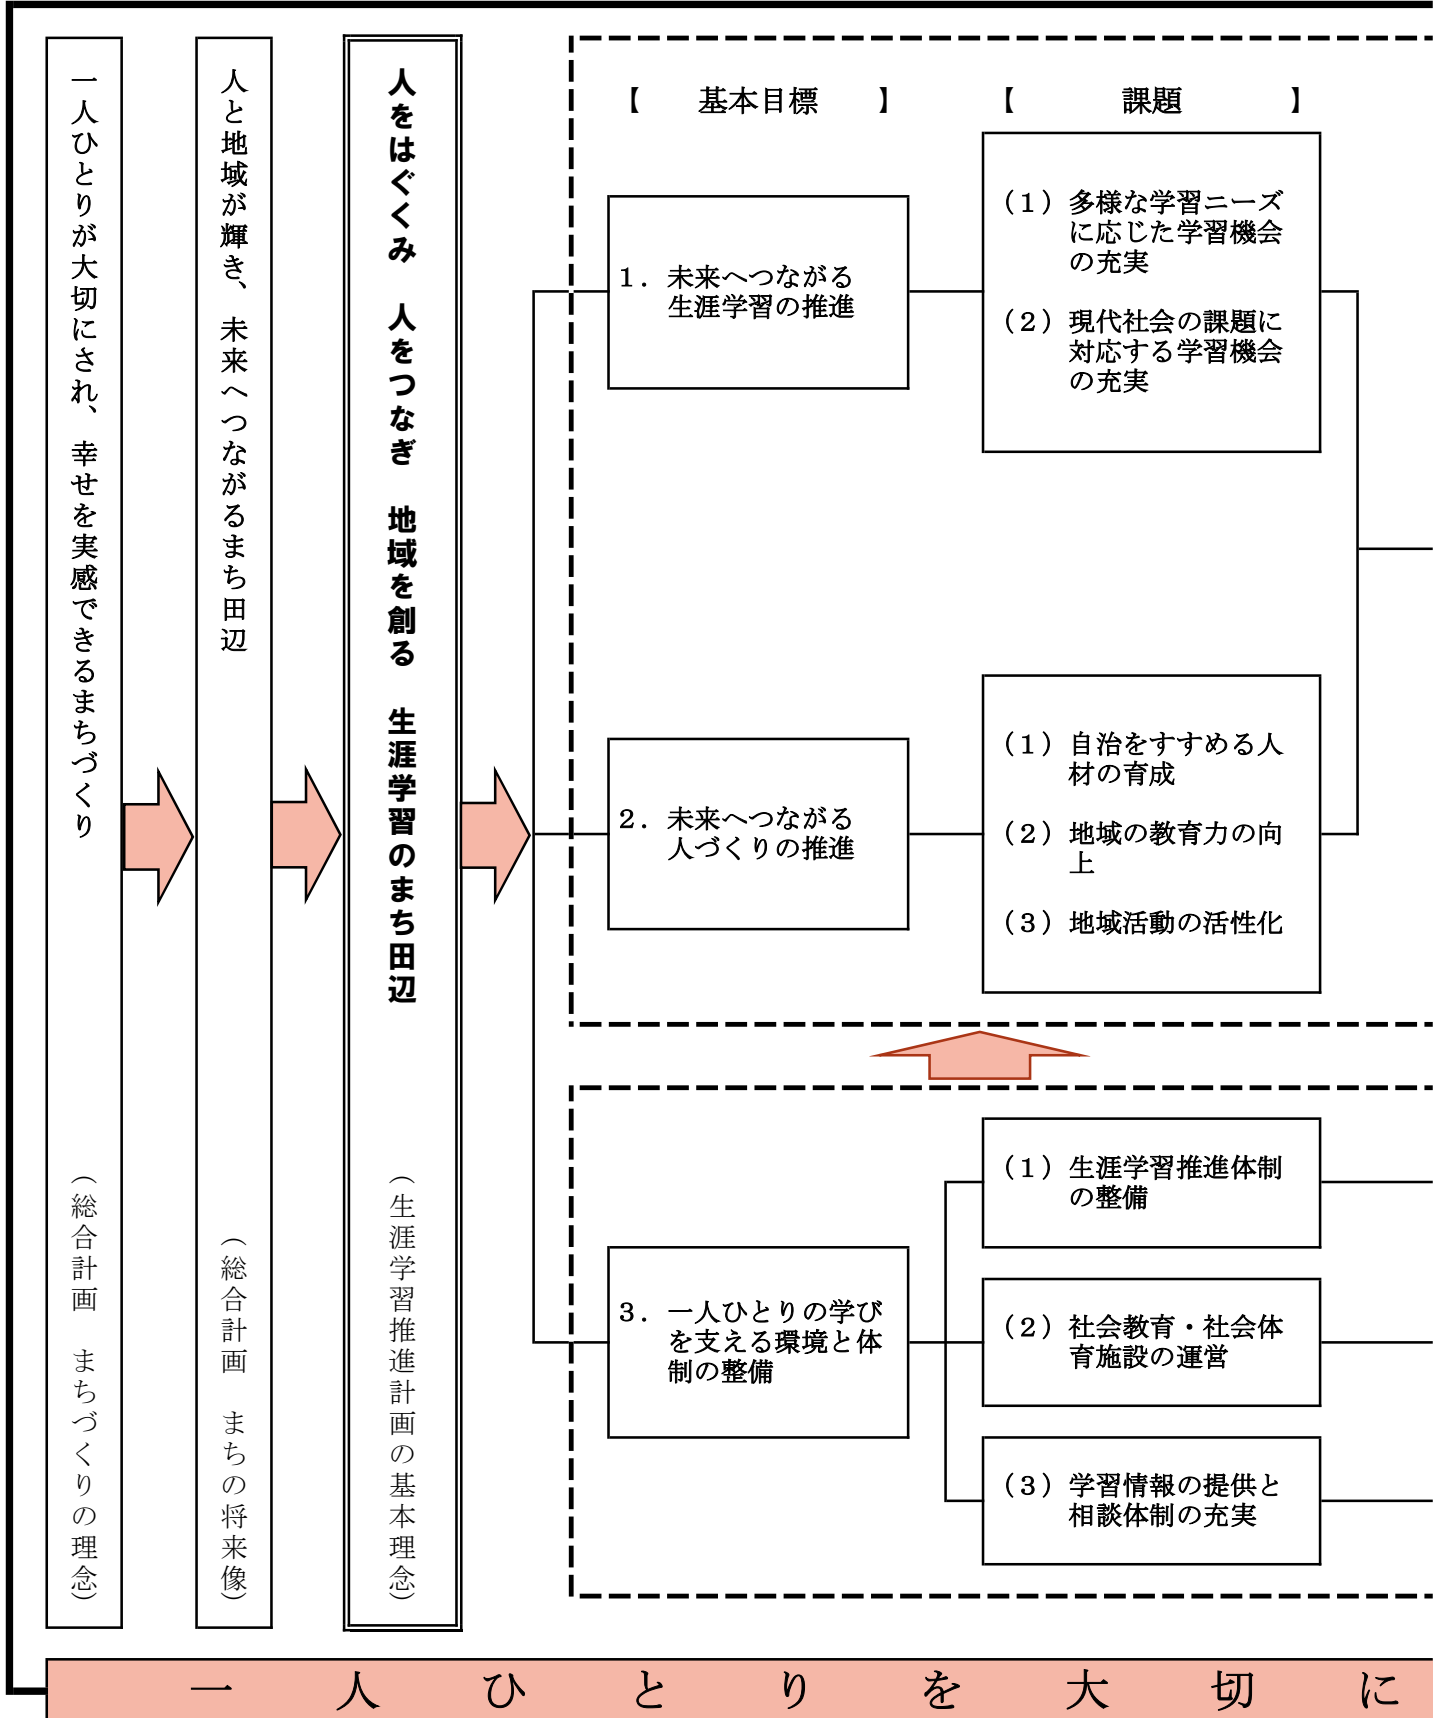 一人ひとりが大切にされ、幸せを実感できるまちづくり
（総合計画　まちづくりの理念）
人と地域が輝き、未来へつながるまち田辺
（総合計画　まちの将来像）
人をはぐくみ　人をつなぎ　地域を創る　生涯学習のまち田辺
（生涯学習推進計画の基本理念）
【　基本目標　】
【　課題　】
１．未来へつながる
生涯学習の推進
（１）多様な学習ニーズ
に応じた学習機会
の充実
（２）現代社会の課題に
対応する学習機会
の充実
２．未来へつながる
人づくりの推進
（１）自治をすすめる人
材の育成
（２）地域の教育力の向
上
（３）地域活動の活性化
３．一人ひとりの学び
を支える環境と体
制の整備
（１）生涯学習推進体制
の整備
（２）社会教育・社会体
育施設の運営
（３）学習情報の提供と
相談体制の充実
一人ひとりを大切に